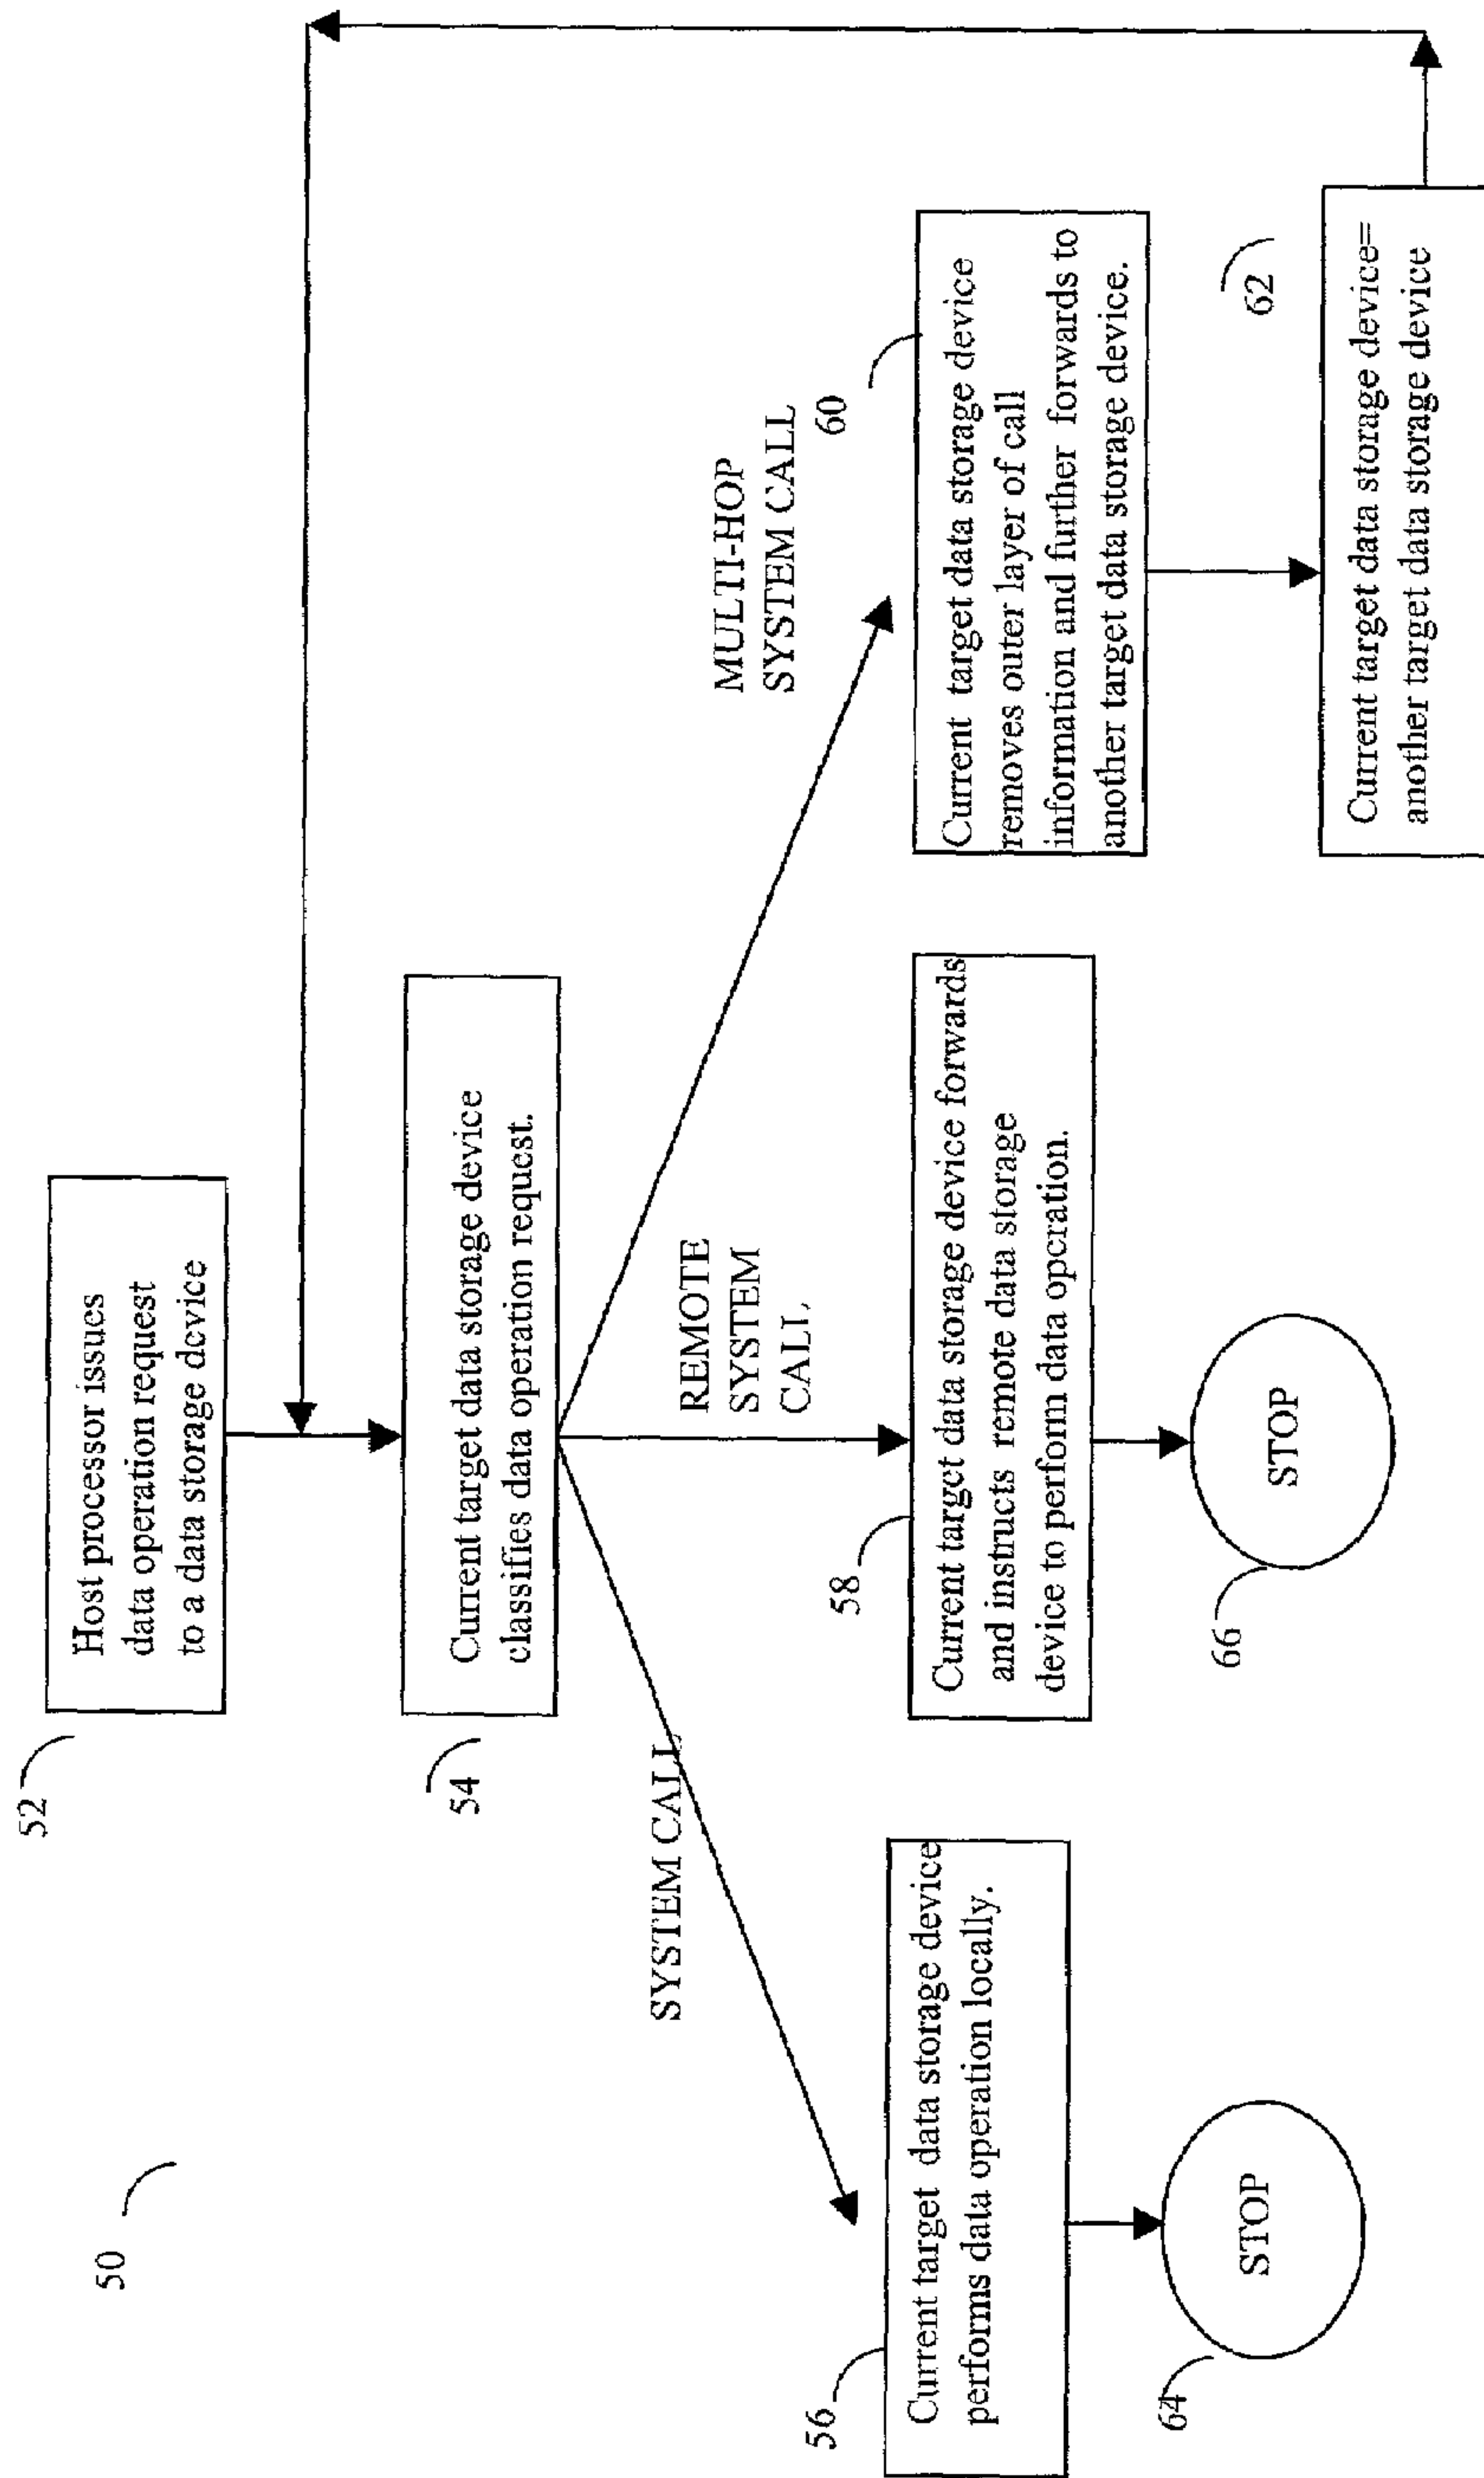 50
52
Host processor issues
data operation request
to a data storage device
54
Current target data storage device
classifies data operation request.
SYSTEM CALL
REMOTE
SYSTEM
CALL
MULTI-HOP
SYSTEM CALL
56
Current target data storage device
performs data operation locally.
58
Current target data storage device forwards
and instructs remote data storage
device to perform data operation.
60
Current target data storage device
removes outer layer of call
information and further forwards to
another target data storage device.
62
Current target data storage device=
another target data storage device
64
STOP
66
STOP